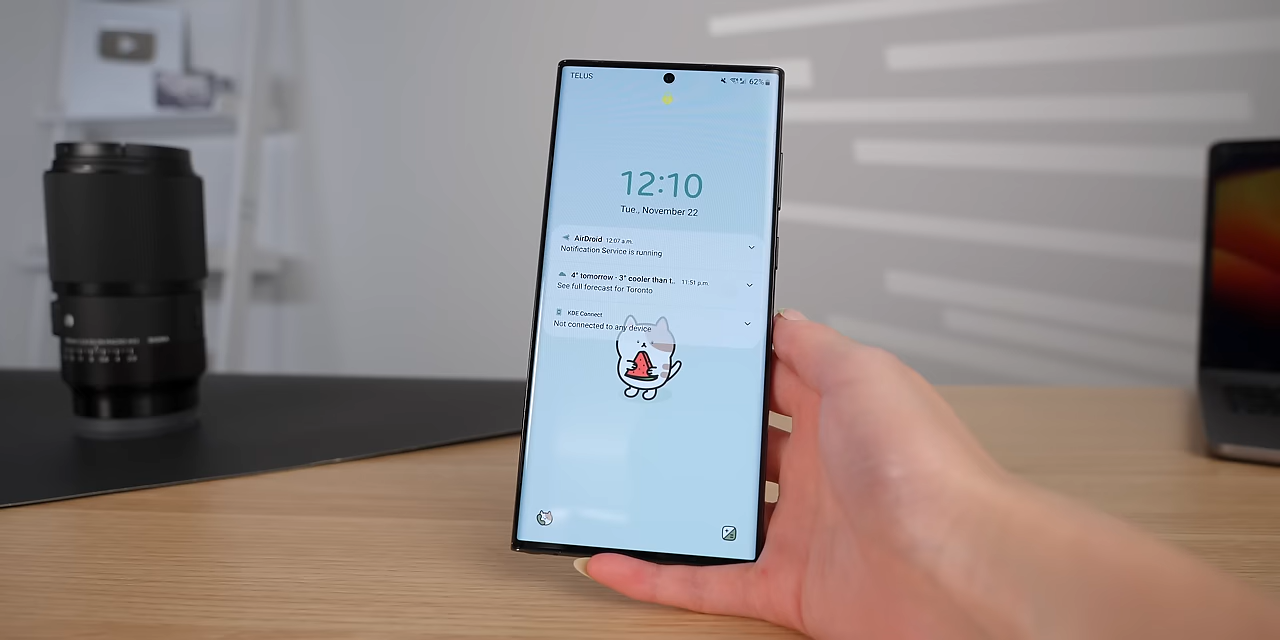 TELUS
62%
12:10
Tue., November 22
AirDroid 12:07 a.m.
Notification Service is running
4° tomorrow · 3° cooler than t.. 11:51 p.m.
See full forecast for Toronto
KDE Connect
Not connected to any device